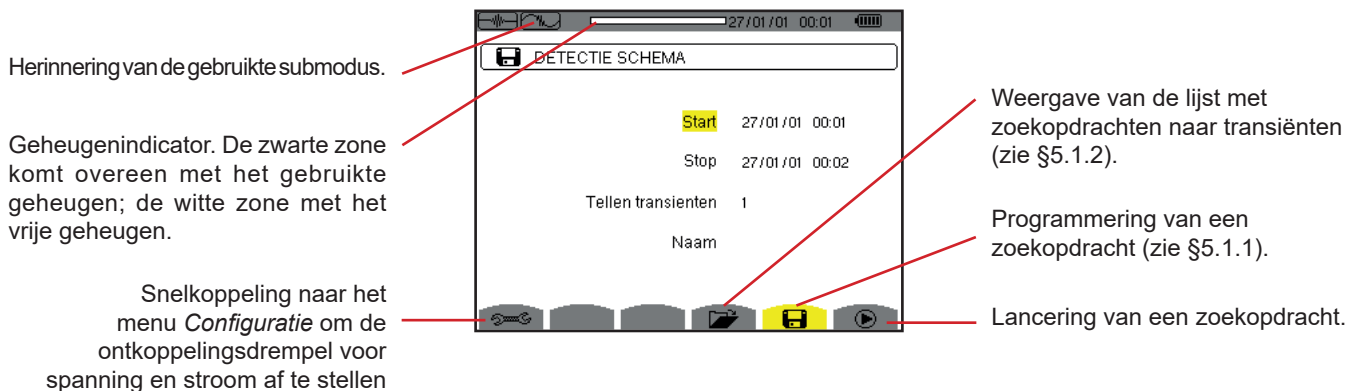 27/01/01 00:01
DETECTIE SCHEMA
Start 27/01/01 00:01
Stop 27/01/01 00:02
Tellen transienten 1
Naam
Herinnering van de gebruikte submodus.
Geheugenindicator. De zwarte zone
komt overeen met het gebruikte
geheugen; de witte zone met het
vrije geheugen.
Snelkoppeling naar het
menu Configuratie om de
ontkoppelingsdrempel voor
spanning en stroom af te stellen
Weergave van de lijst met
zoekopdrachten naar transiënten
(zie §5.1.2).
Programmering van een
zoekopdracht (zie §5.1.1).
Lancering van een zoekopdracht.